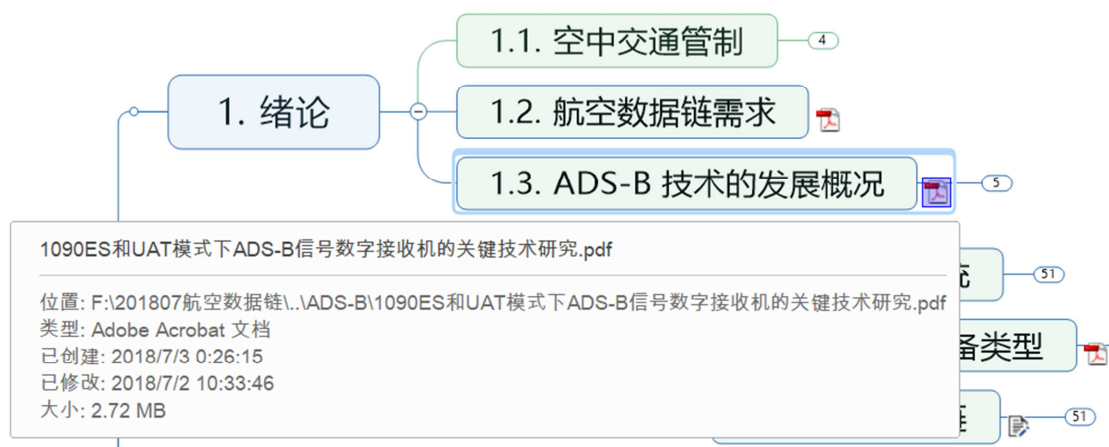 1.1. 空中交通管制
4
1. 绪论
1.2. 航空数据链需求
1.3. ADS-B 技术的发展概况
5
1090ES和UAT模式下ADS-B信号数字接收机的关键技术研究.pdf
51
位置: F:\201807航空数据链\..\ADS-B\1090ES和UAT模式下ADS-B信号数字接收机的关键技术研究.pdf
类型: Adobe Acrobat 文档
备类型
已创建: 2018/7/3 0:26:15
已修改: 2018/7/2 10:33:46
大小: 2.72 MB
51